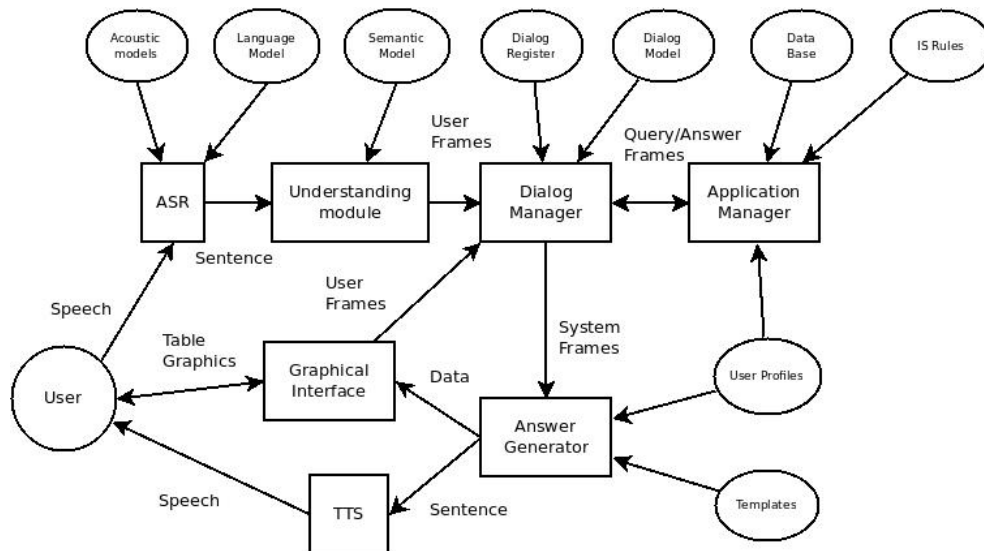 Acoustic
models
Language
Model
Semantic
Model
Dialog
Register
Dialog
Model
Data
Base
IS Rules
User
Frames
Query/Answer
Frames
ASR
Understanding
module
Dialog
Manager
Application
Manager
Sentence
User
Frames
Speech
Table
Graphics
System
Frames
User
Graphical
Interface
Data
User Profiles
Answer
Generator
Speech
TTS
Sentence
Templates